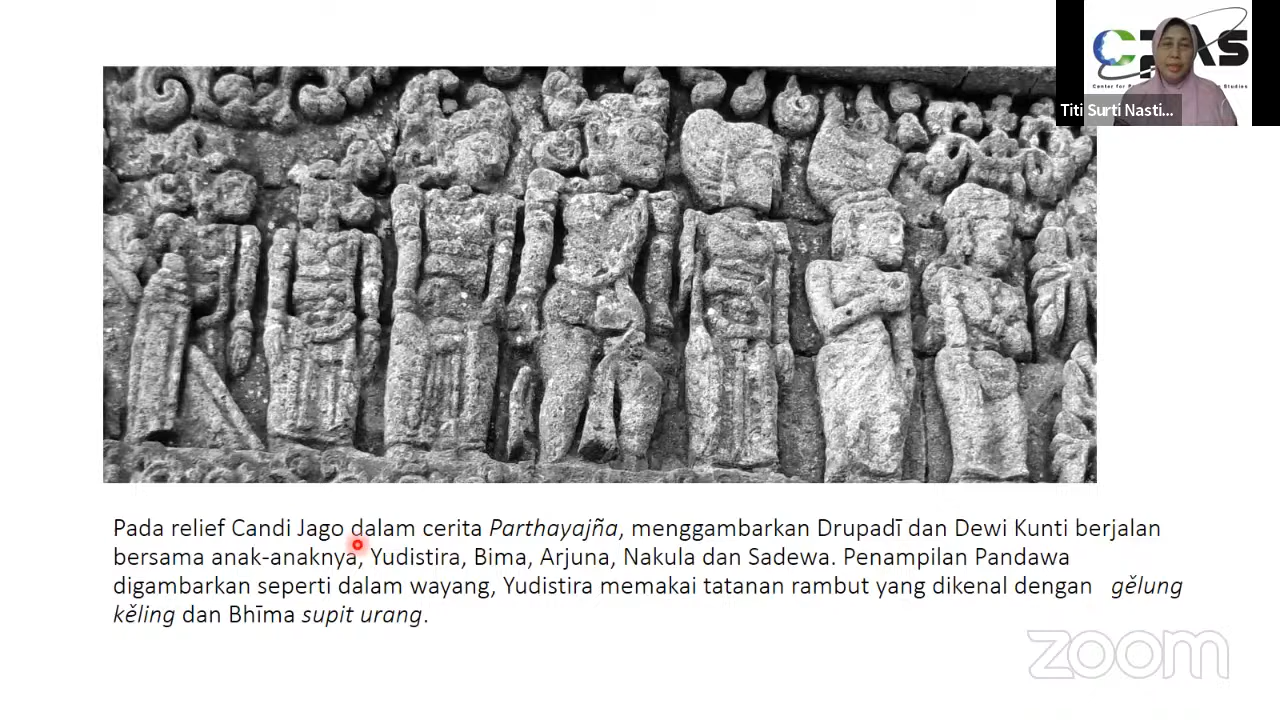 Titi Surti Nasti...
Pada relief Candi Jago dalam cerita Parthayajña, menggambarkan Drupadī dan Dewi Kunti berjalan
bersama anak-anaknya, Yudistira, Bima, Arjuna, Nakula dan Sadewa. Penampilan Pandawa
digambarkan seperti dalam wayang, Yudistira memakai tatanan rambut yang dikenal dengan gělung
kěling dan Bhīma supit urang.
zoom